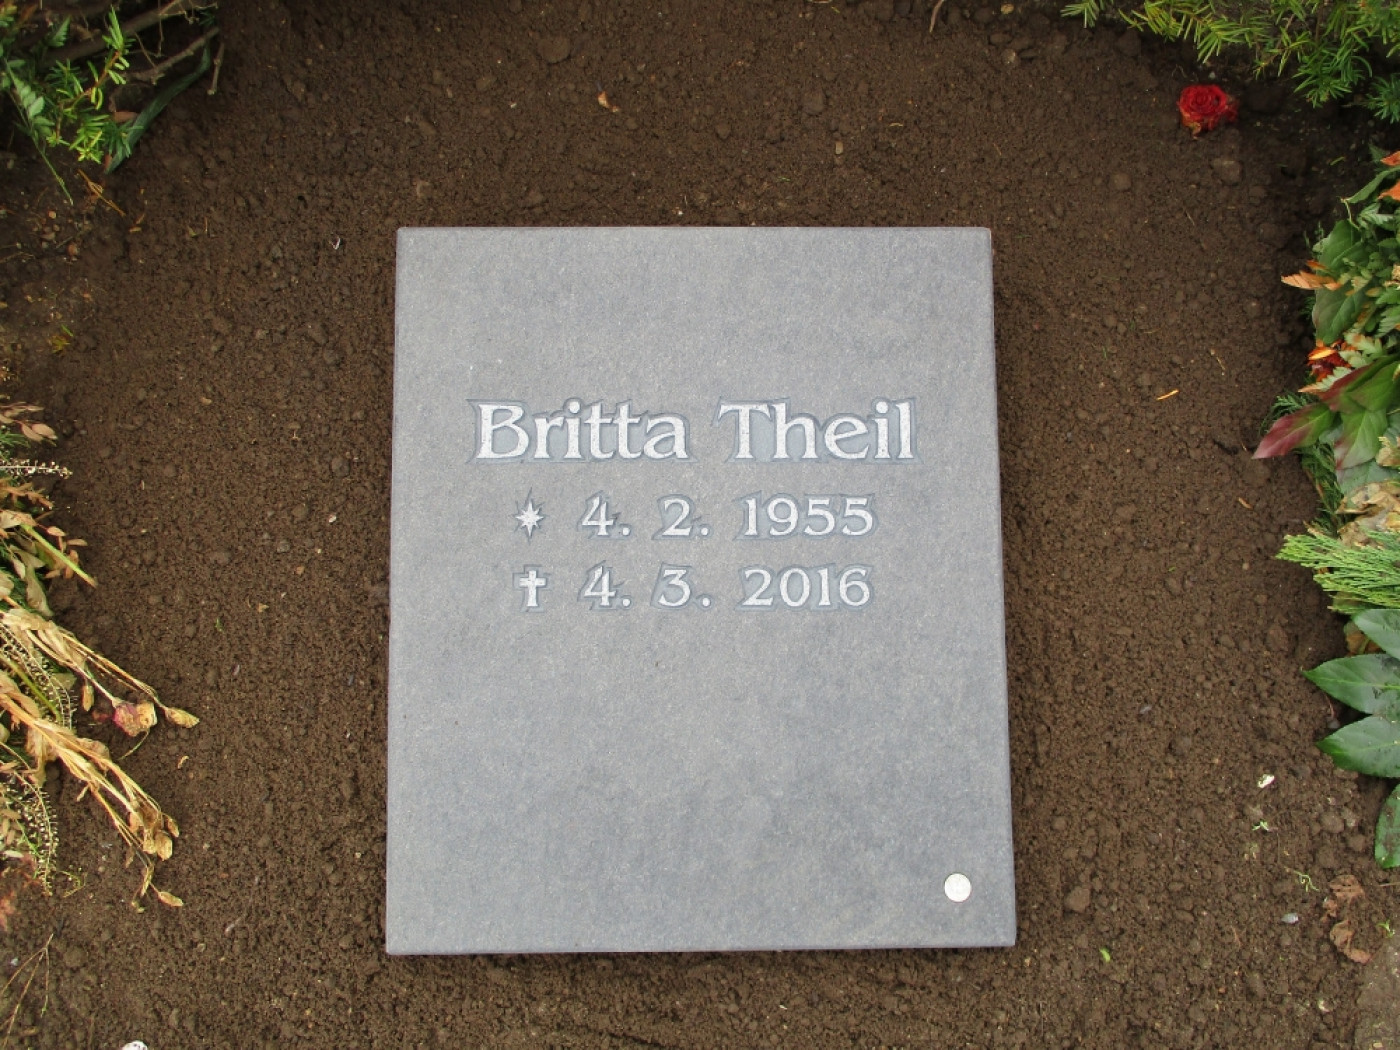 Britta Theil
* 4. 2. 1955
† 4. 3. 2016